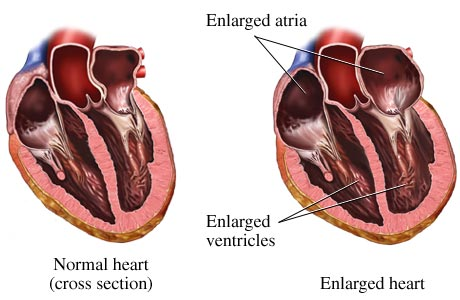 Enlarged atria
Enlarged
ventricles
Normal heart
(cross section)
Enlarged heart